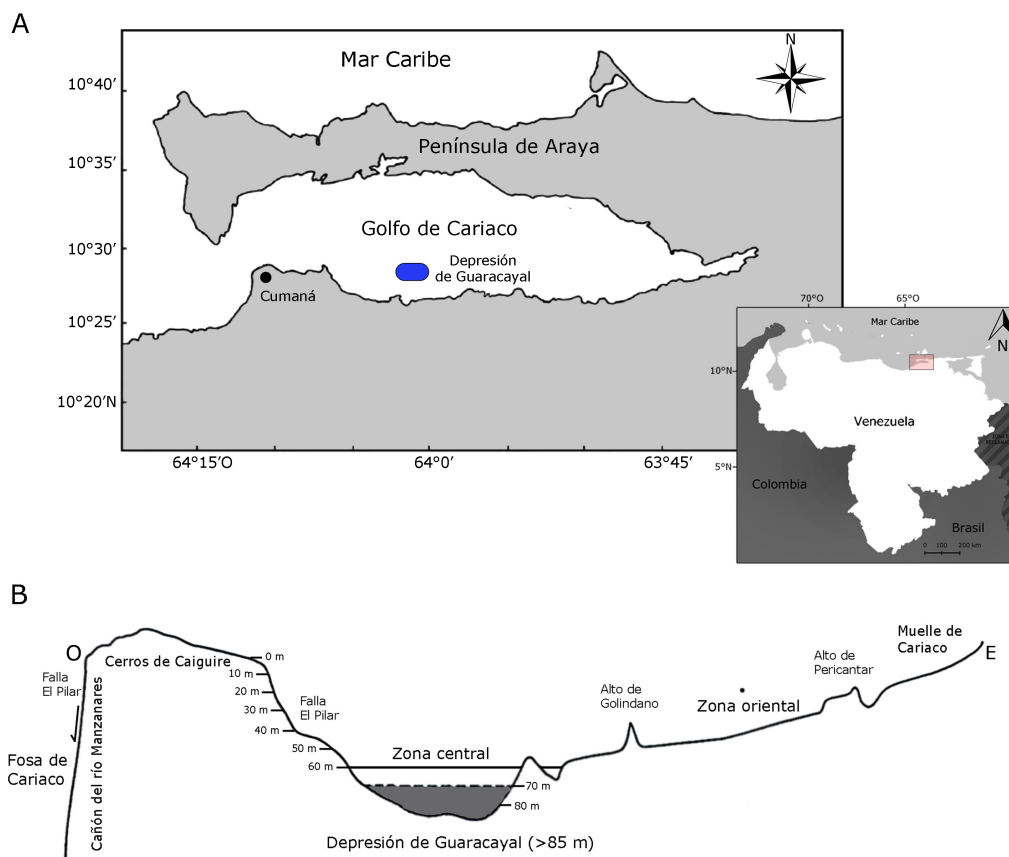 A
N
Mar Caribe
10°40′
Península de Araya
10°35′
Golfo de Cariaco
10°30′
Depresión
de Guaracayal
Cumaná
10°25′
10°20′N
64°15′O
64°0′
63°45′
70°O
65°O
Mar Caribe
N
10°N
Venezuela
5°N
Colombia
Brasil
0 100 200 km
B
O
E
Cerros de Caiguire
Muelle de
Cariaco
Falla
El Pilar
Alto de
Pericantar
0 m
10 m
20 m
30 m
40 m
50 m
60 m
70 m
80 m
Falla
El Pilar
Alto de
Golindano
Zona oriental
Zona central
Fosa de
Cariaco
Cañón del río Manzanares
Depresión de Guaracayal (>85 m)